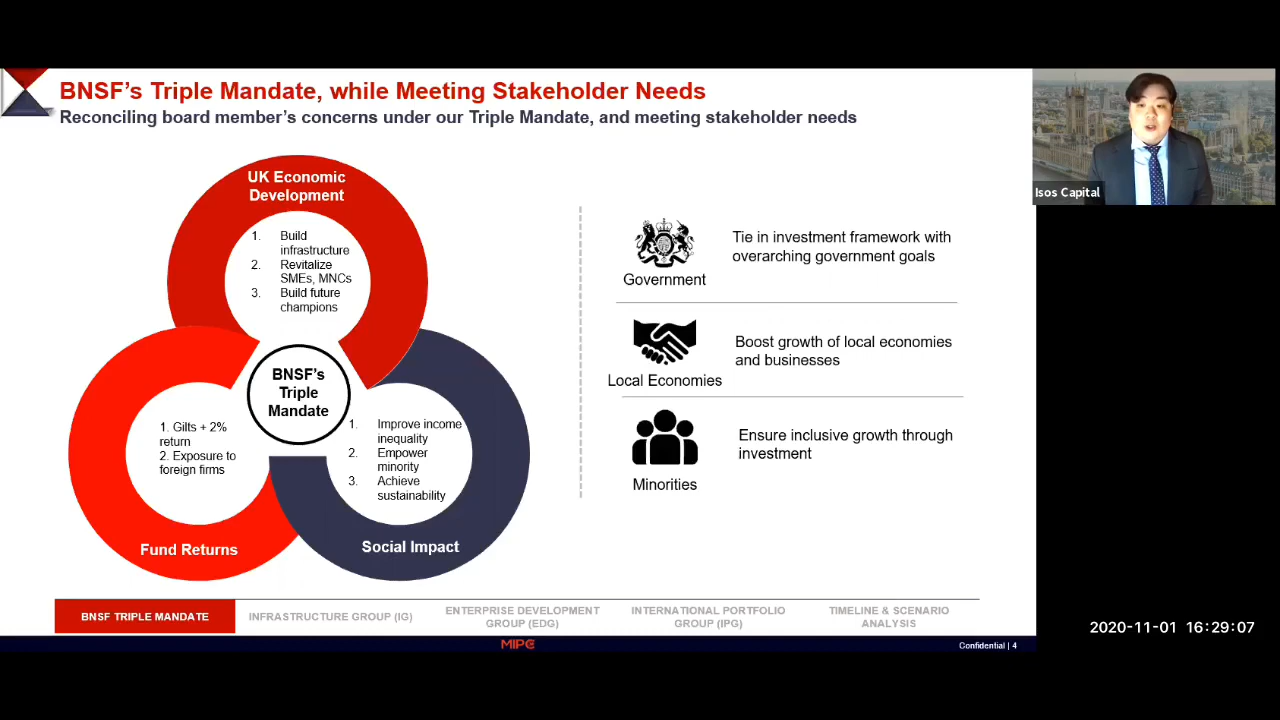 BNSF's Triple Mandate, while Meeting Stakeholder Needs
Reconciling board member's concerns under our Triple Mandate, and meeting stakeholder needs
Isos Capital
UK Economic
Development
1. Build
infrastructure
2. Revitalize
SMEs, MNCs
3. Build future
champions
BNSF's
Triple
Mandate
1. Gilts + 2%
return
2. Exposure to
foreign firms
Fund Returns
1. Improve income
inequality
2. Empower
minority
3. Achieve
sustainability
Social Impact
Government
Tie in investment framework with
overarching government goals
Local Economies
Boost growth of local economies
and businesses
Minorities
Ensure inclusive growth through
investment
BNSF TRIPLE MANDATE
INFRASTRUCTURE GROUP (IG)
ENTERPRISE DEVELOPMENT
GROUP (EDG)
INTERNATIONAL PORTFOLIO
GROUP (IPG)
TIMELINE & SCENARIO
ANALYSIS
MIPC
Confidential | 4
2020-11-01 16:29:07